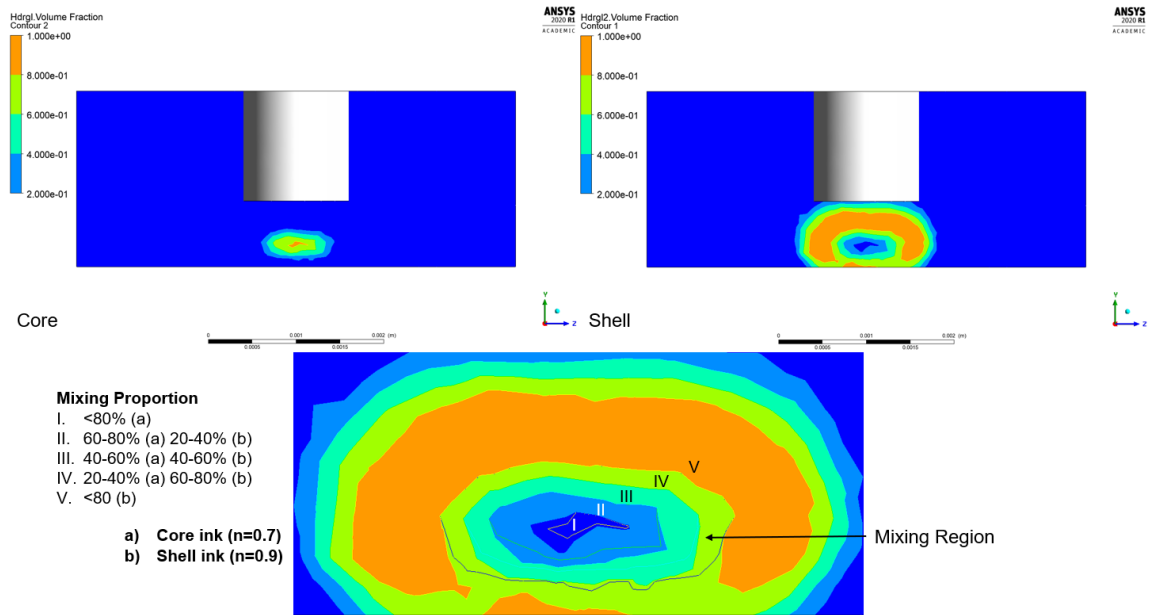 Hdrgl.Volume Fraction
Contour 2
1.000e+00
8.000e-01
6.000e-01
4.000e-01
2.000e-01
ANSYS
2020 R1
ACADEMIC
Hdrgl2.Volume Fraction
Contour 1
1.000e+00
8.000e-01
6.000e-01
4.000e-01
2.000e-01
ANSYS
2020 R1
ACADEMIC
Y
Z
Y
Z
Core
Shell
0 0.001 0.002 (m)
0.0005 0.0015
0 0.001 0.002 (m)
0.0005 0.0015
Mixing Proportion
I. <80% (a)
II. 60-80% (a) 20-40% (b)
III. 40-60% (a) 40-60% (b)
IV. 20-40% (a) 60-80% (b)
V. <80 (b)
a) Core ink (n=0.7)
b) Shell ink (n=0.9)
V
IV
III
II
I
Mixing Region